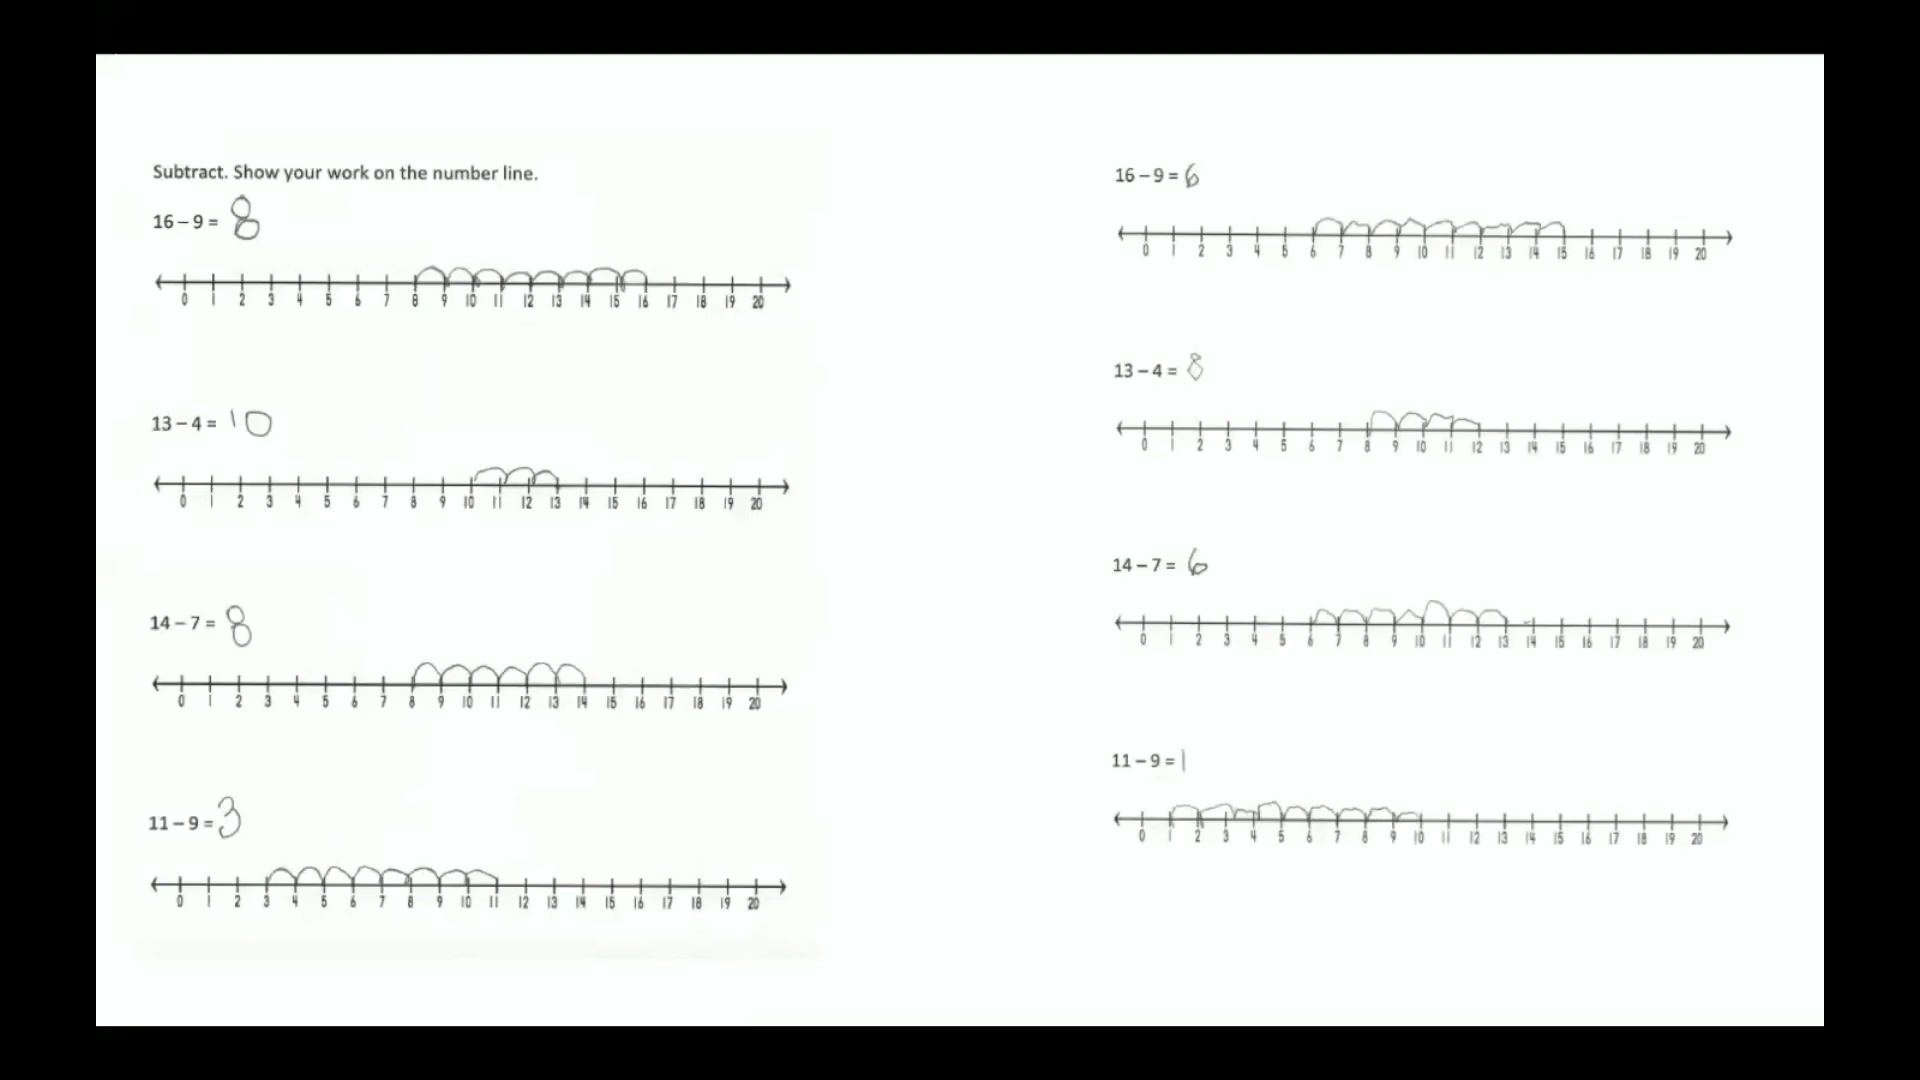 Subtract. Show your work on the number line.
16 – 9 = 8
0 1 2 3 4 5 6 7 8 9 10 11 12 13 14 15 16 17 18 19 20
13 – 4 = 10
0 1 2 3 4 5 6 7 8 9 10 11 12 13 14 15 16 17 18 19 20
14 – 7 = 8
0 1 2 3 4 5 6 7 8 9 10 11 12 13 14 15 16 17 18 19 20
11 – 9 = 3
0 1 2 3 4 5 6 7 8 9 10 11 12 13 14 15 16 17 18 19 20
16 – 9 = 6
0 1 2 3 4 5 6 7 8 9 10 11 12 13 14 15 16 17 18 19 20
13 – 4 = 8
0 1 2 3 4 5 6 7 8 9 10 11 12 13 14 15 16 17 18 19 20
14 – 7 = 6
0 1 2 3 4 5 6 7 8 9 10 11 12 13 14 15 16 17 18 19 20
11 – 9 = 1
0 1 2 3 4 5 6 7 8 9 10 11 12 13 14 15 16 17 18 19 20